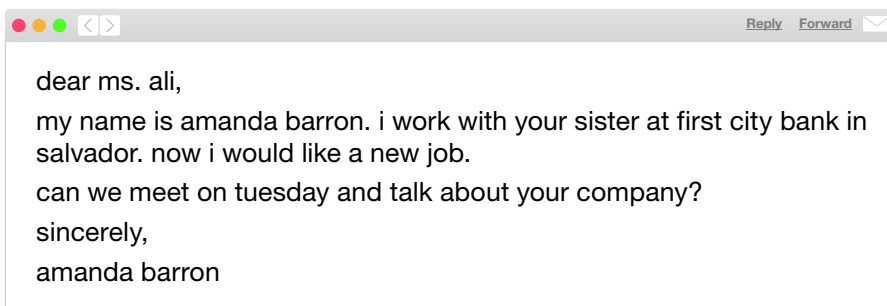 Reply Forward
dear ms. ali,
my name is amanda barron. i work with your sister at first city bank in
salvador. now i would like a new job.
can we meet on tuesday and talk about your company?
sincerely,
amanda barron